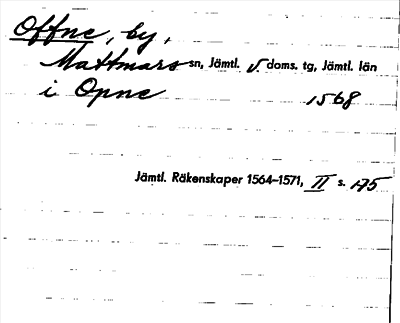 Offne, by,
Mattmars sn, Jämtl. v. doms. tg, Jämtl. län
i Opne 1568
Jämtl. Räkenskaper 1564–1571, II s. 175